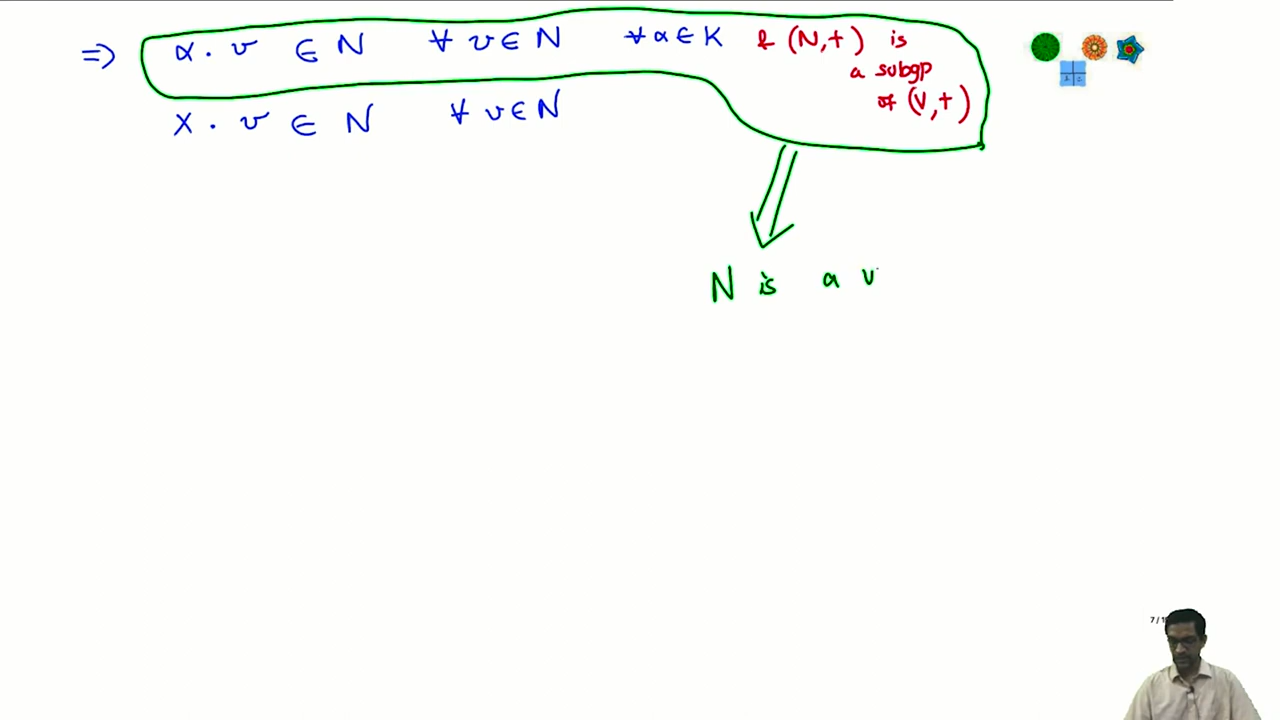 ⇒ α · v ∈ N ∀ v ∈ N ∀ α ∈ K & (N,+) is
a subgp
of (V,+)
X · v ∈ N ∀ v ∈ N
N is a v